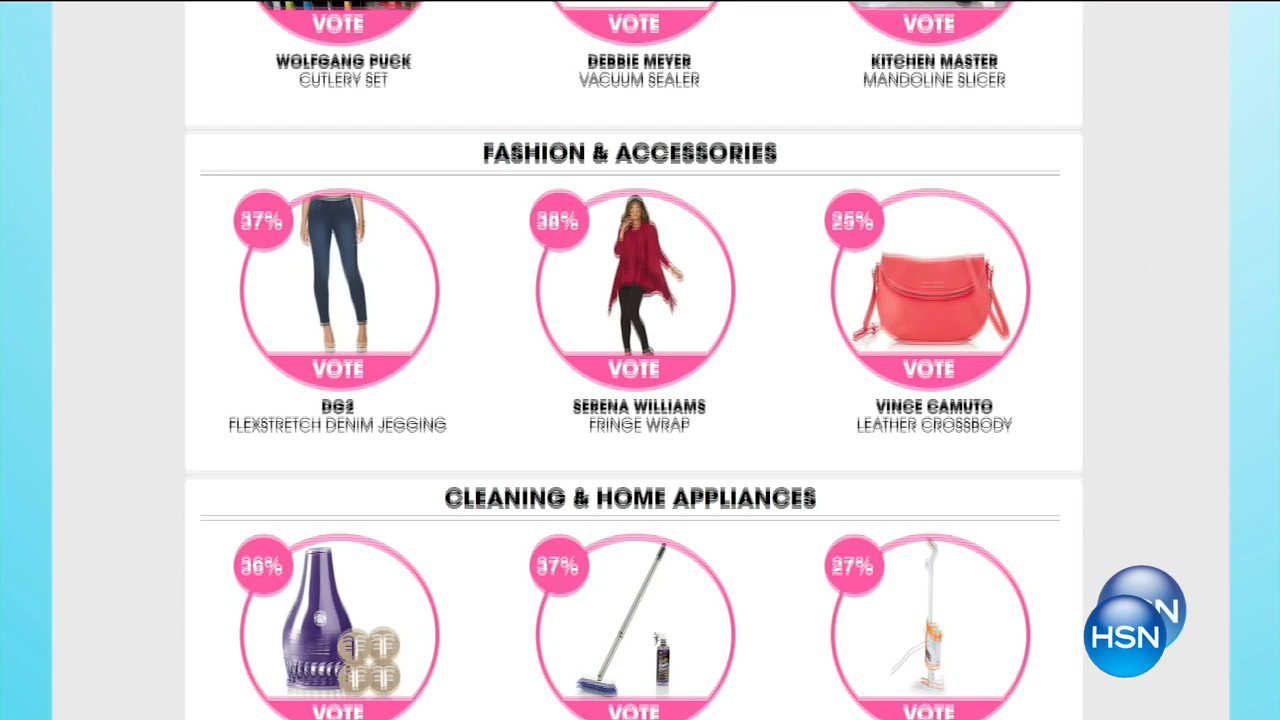 VOTE VOTE VOTE
WOLFGANG PUCK DEBBIE MEYER KITCHEN MASTER
CUTLERY SET VACUUM SEALER MANDOLINE SLICER
FASHION & ACCESSORIES
37% 38% 25%
VOTE VOTE VOTE
DG2 SERENA WILLIAMS VINCE CAMUTO
FLEXSTRETCH DENIM JEGGING FRINGE WRAP LEATHER CROSSBODY
CLEANING & HOME APPLIANCES
36% 37% 27%
HSN
VOTE VOTE VOTE